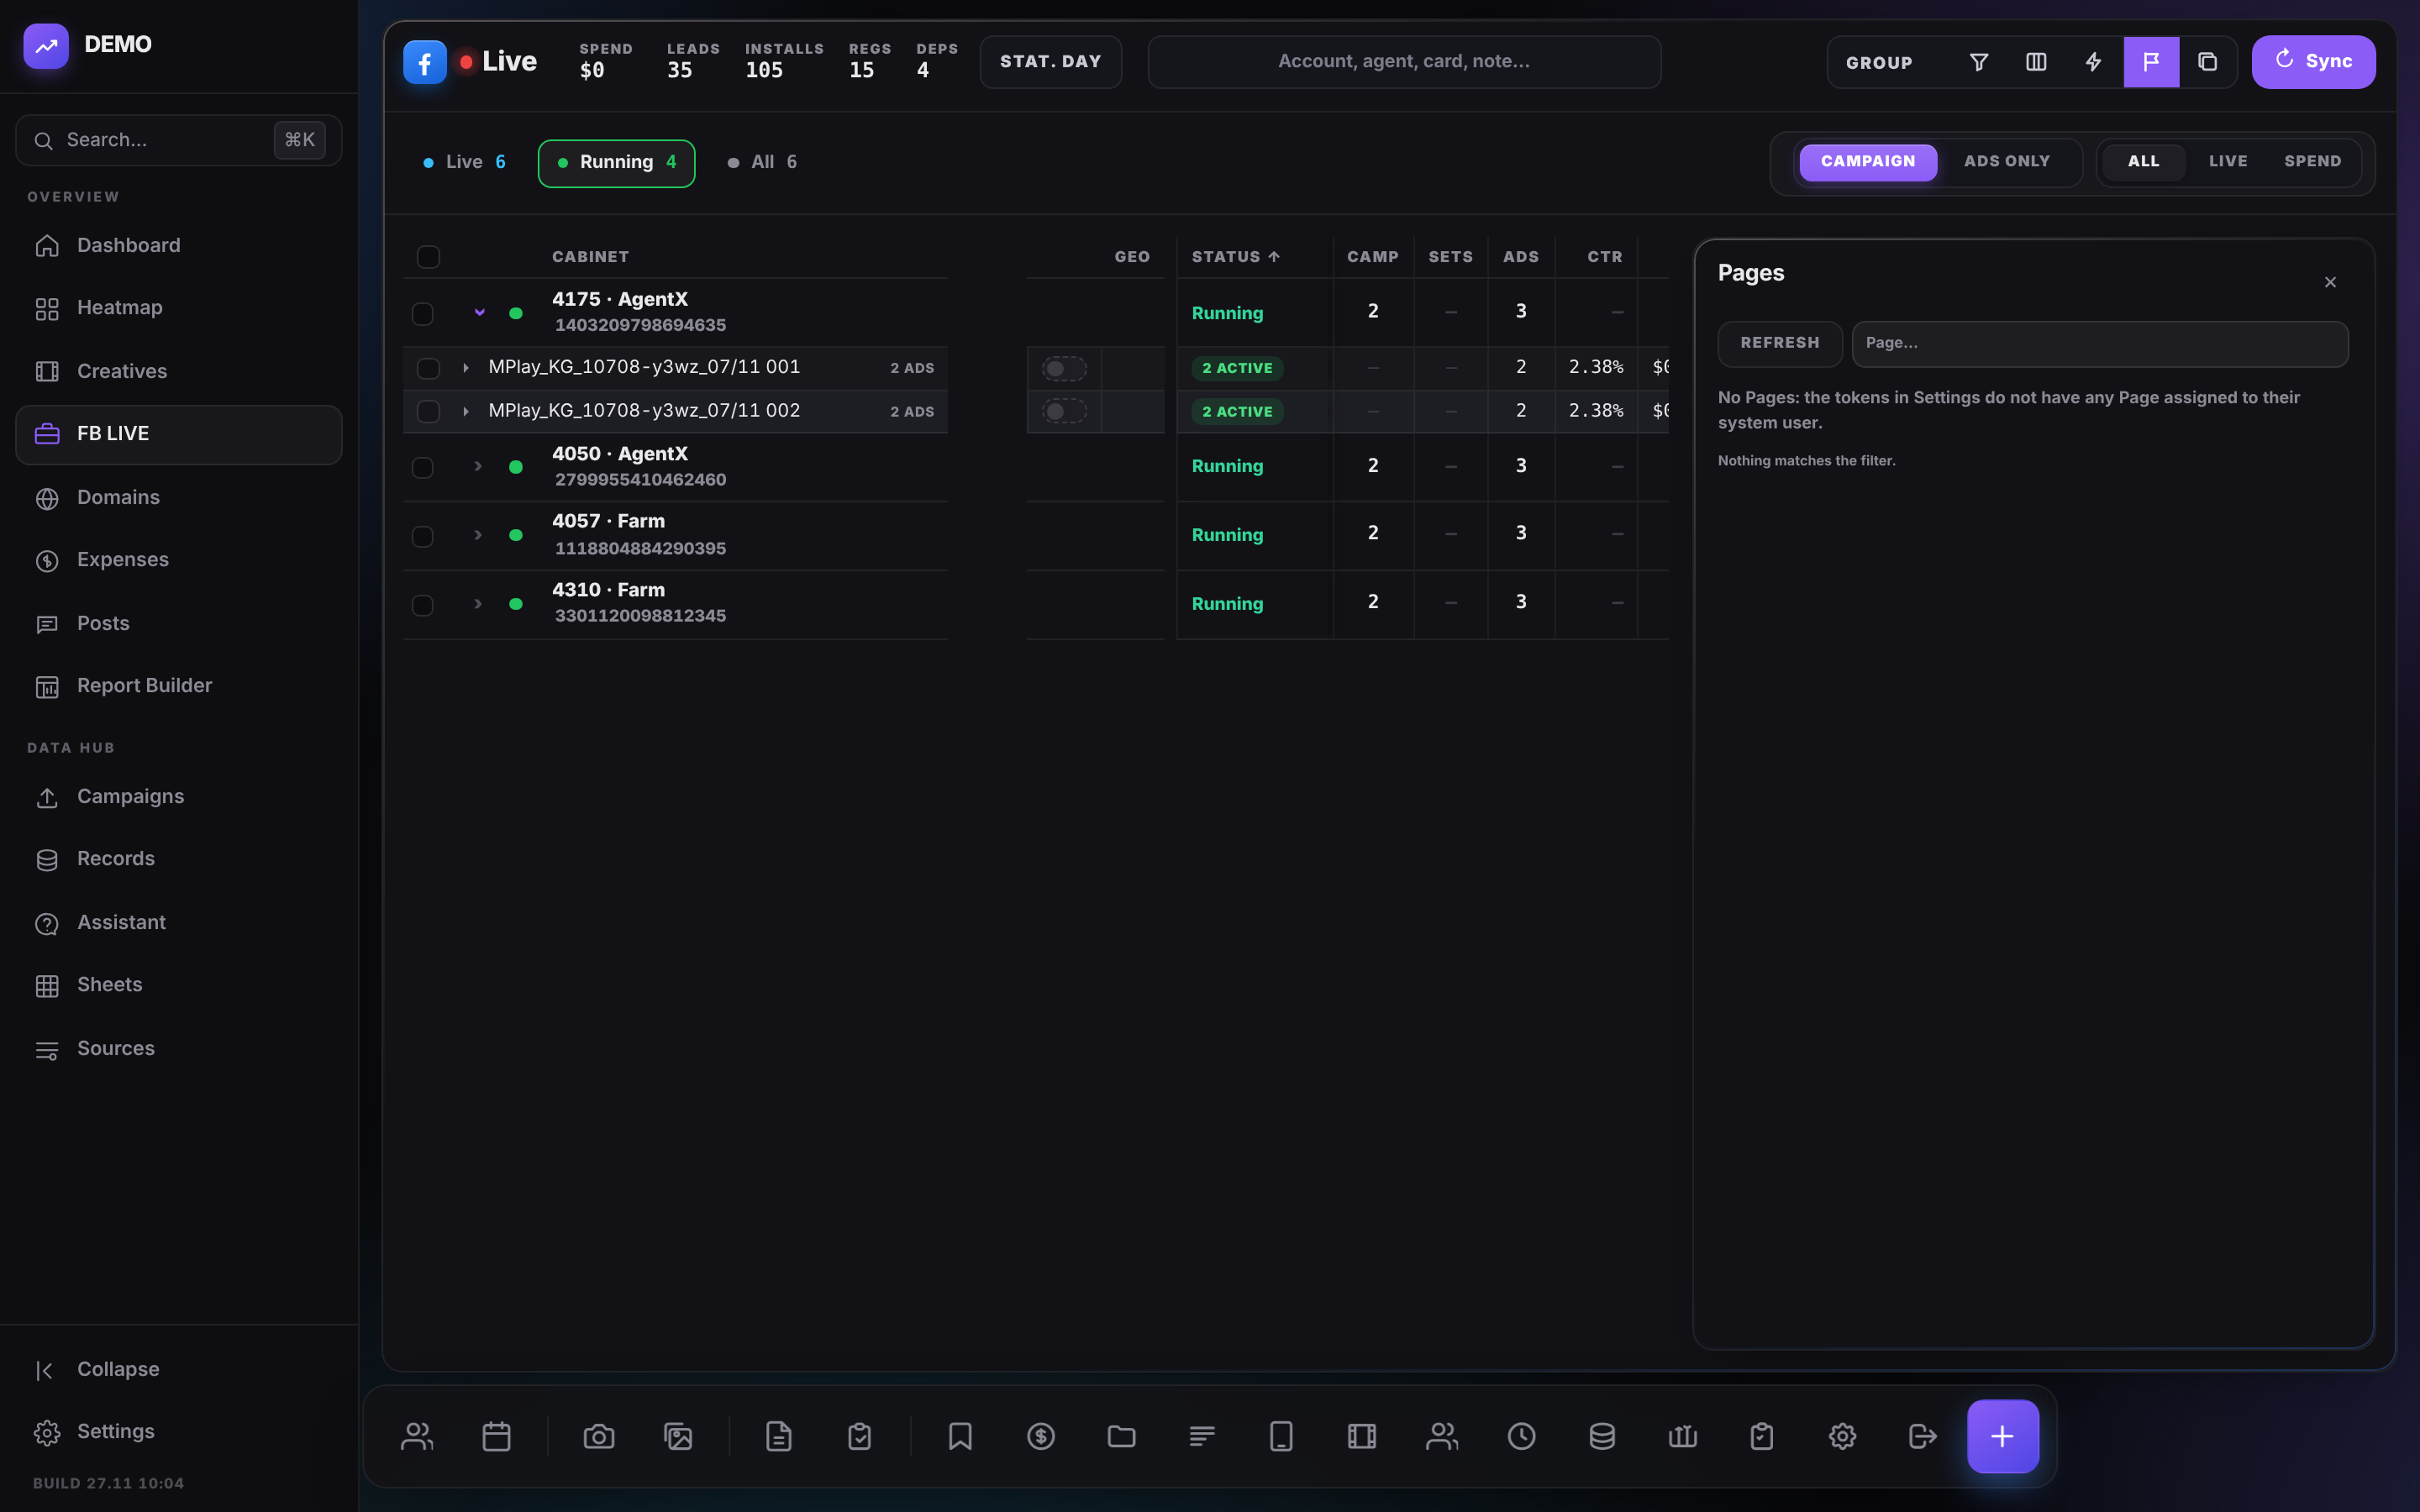 DEMO
Search...
⌘K
OVERVIEW
Dashboard
Heatmap
Creatives
FB LIVE
Domains
Expenses
Posts
Report Builder
DATA HUB
Campaigns
Records
Assistant
Sheets
Sources
Collapse
Settings
BUILD 27.11 10:04
Live
SPEND LEADS INSTALLS REGS DEPS
$0 35 105 15 4
STAT. DAY
Account, agent, card, note...
GROUP
Sync
Live 6
Running 4
All 6
CAMPAIGN ADS ONLY
ALL LIVE SPEND
CABINET GEO STATUS ↑ CAMP SETS ADS CTR
4175 · AgentX
1403209798694635
Running 2 – 3 –
MPlay_KG_10708-y3wz_07/11 001 2 ADS 2 ACTIVE – – 2 2.38% $0
MPlay_KG_10708-y3wz_07/11 002 2 ADS 2 ACTIVE – – 2 2.38% $0
4050 · AgentX
2799955410462460
Running 2 – 3 –
4057 · Farm
1118804884290395
Running 2 – 3 –
4310 · Farm
3301120098812345
Running 2 – 3 –
Pages
×
REFRESH
Page...
No Pages: the tokens in Settings do not have any Page assigned to their
system user.
Nothing matches the filter.